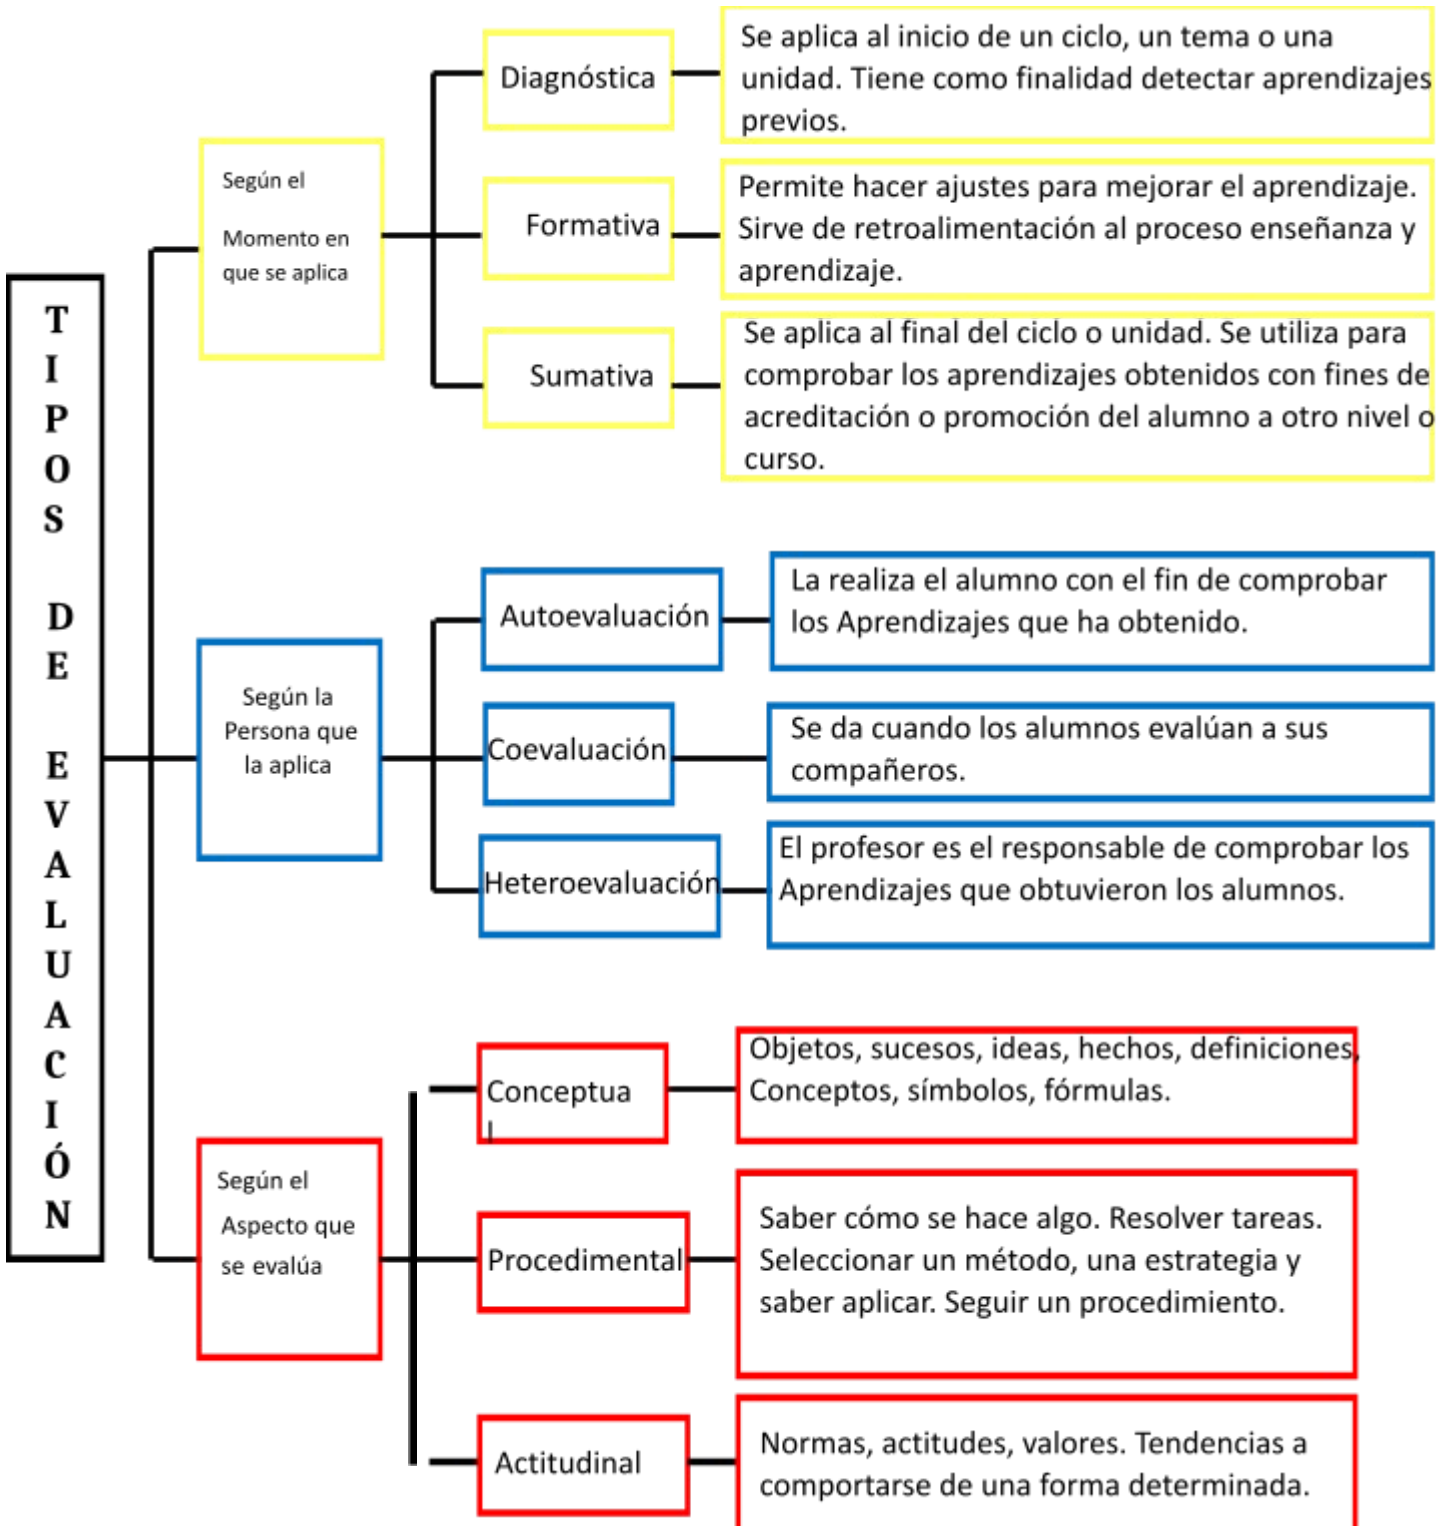 TIPOS DE EVALUACIÓN
Según el
Momento en
que se aplica
Diagnóstica
Se aplica al inicio de un ciclo, un tema o una
unidad. Tiene como finalidad detectar aprendizajes
previos.
Formativa
Permite hacer ajustes para mejorar el aprendizaje.
Sirve de retroalimentación al proceso enseñanza y
aprendizaje.
Sumativa
Se aplica al final del ciclo o unidad. Se utiliza para
comprobar los aprendizajes obtenidos con fines de
acreditación o promoción del alumno a otro nivel o
curso.
Según la
Persona que
la aplica
Autoevaluación
La realiza el alumno con el fin de comprobar
los Aprendizajes que ha obtenido.
Coevaluación
Se da cuando los alumnos evalúan a sus
compañeros.
Heteroevaluación
El profesor es el responsable de comprobar los
Aprendizajes que obtuvieron los alumnos.
Según el
Aspecto que
se evalúa
Conceptua
l
Objetos, sucesos, ideas, hechos, definiciones,
Conceptos, símbolos, fórmulas.
Procedimental
Saber cómo se hace algo. Resolver tareas.
Seleccionar un método, una estrategia y
saber aplicar. Seguir un procedimiento.
Actitudinal
Normas, actitudes, valores. Tendencias a
comportarse de una forma determinada.